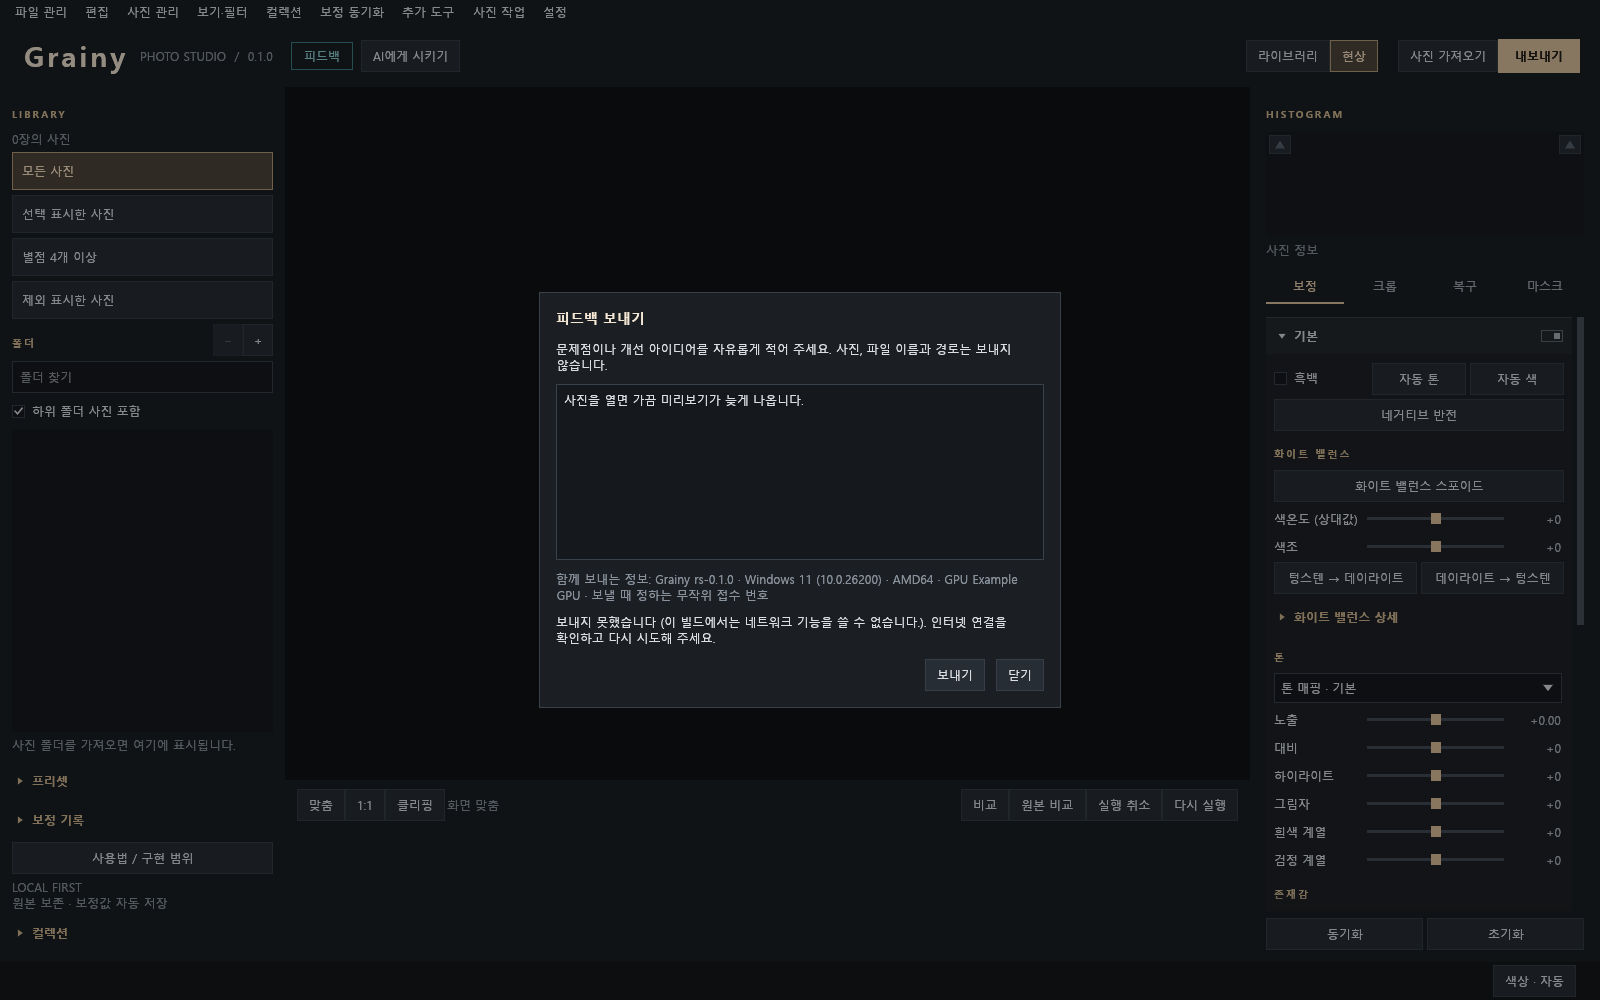 파일 관리 편집 사진 관리 보기·필터 컬렉션 보정 동기화 추가 도구 사진 작업 설정
Grainy PHOTO STUDIO / 0.1.0 피드백 AI에게 시키기 라이브러리 현상 사진 가져오기 내보내기
LIBRARY
0장의 사진
모든 사진
선택 표시한 사진
별점 4개 이상
제외 표시한 사진
폴더 − +
폴더 찾기
하위 폴더 사진 포함
사진 폴더를 가져오면 여기에 표시됩니다.
프리셋
보정 기록
사용법 / 구현 범위
LOCAL FIRST
원본 보존 · 보정값 자동 저장
컬렉션
피드백 보내기
문제점이나 개선 아이디어를 자유롭게 적어 주세요. 사진, 파일 이름과 경로는 보내지
않습니다.
사진을 열면 가끔 미리보기가 늦게 나옵니다.
함께 보내는 정보: Grainy rs-0.1.0 · Windows 11 (10.0.26200) · AMD64 · GPU Example
GPU · 보낼 때 정하는 무작위 접수 번호
보내지 못했습니다 (이 빌드에서는 네트워크 기능을 쓸 수 없습니다.). 인터넷 연결을
확인하고 다시 시도해 주세요.
보내기 닫기
맞춤 1:1 클리핑 화면 맞춤 비교 원본 비교 실행 취소 다시 실행
HISTOGRAM
사진 정보
보정 크롭 복구 마스크
기본
흑백 자동 톤 자동 색
네거티브 반전
화이트 밸런스
화이트 밸런스 스포이드
색온도 (상대값) +0
색조 +0
텅스텐 → 데이라이트 데이라이트 → 텅스텐
화이트 밸런스 상세
톤
톤 매핑 · 기본
노출 +0.00
대비 +0
하이라이트 +0
그림자 +0
흰색 계열 +0
검정 계열 +0
존재감
동기화 초기화
색상 · 자동